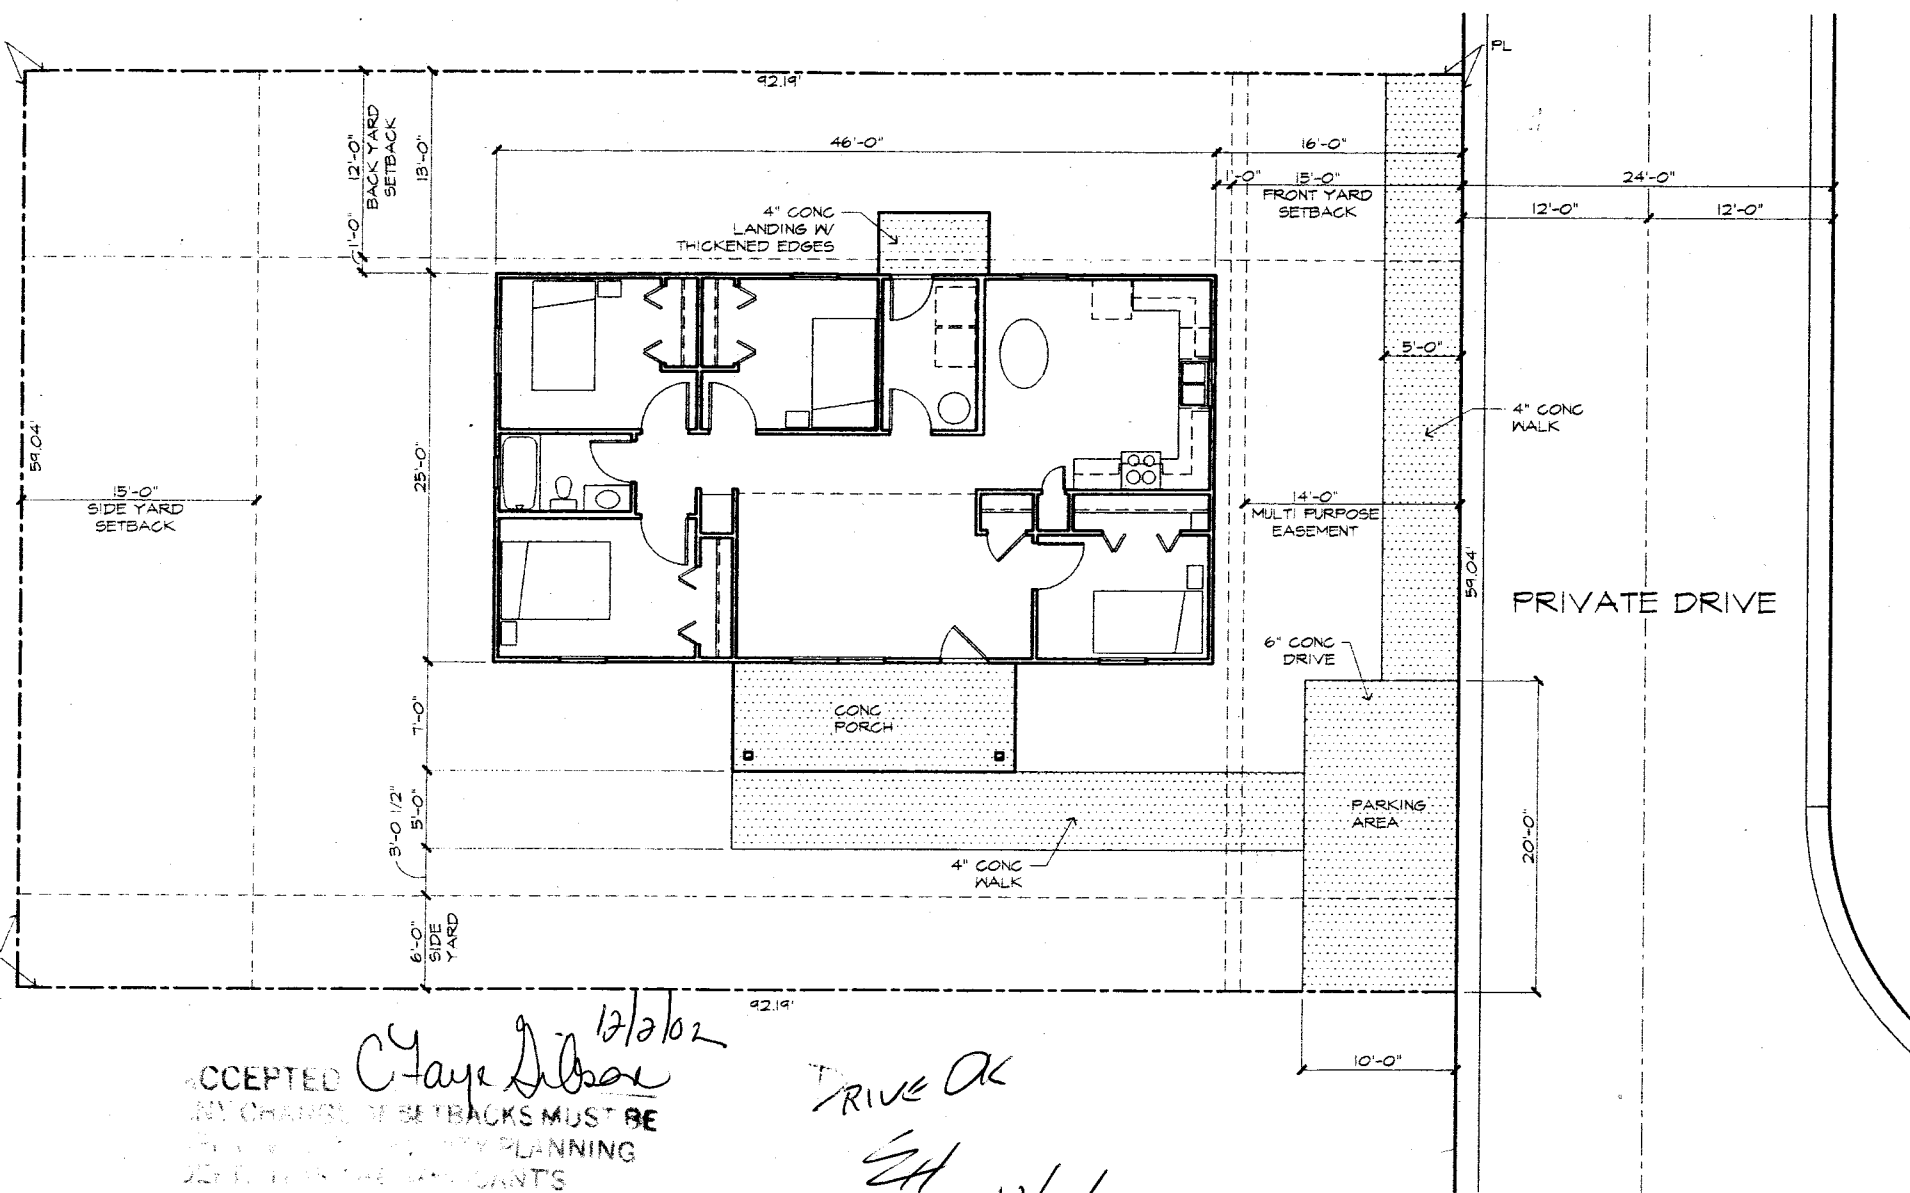 PL
92.19'
12'-0"
BACK YARD
SETBACK
1'-0"
13'-0"
46'-0"
16'-0"
1'-0"
15'-0"
FRONT YARD
SETBACK
24'-0"
12'-0"
12'-0"
4" CONC
LANDING W/
THICKENED EDGES
5'-0"
4" CONC
WALK
59.04'
15'-0"
SIDE YARD
SETBACK
25'-0"
14'-0"
MULTI PURPOSE
EASEMENT
59.04'
PRIVATE DRIVE
6" CONC
DRIVE
7'-0"
CONC
PORCH
3'-0 1/2"
5'-0"
PARKING
AREA
20'-0"
4" CONC
WALK
6'-0"
SIDE
YARD
92.19'
10'-0"
12/2/02
CCEPTED C Faye Gibson
SETBACKS MUST BE
PLANNING
DRIVE OK